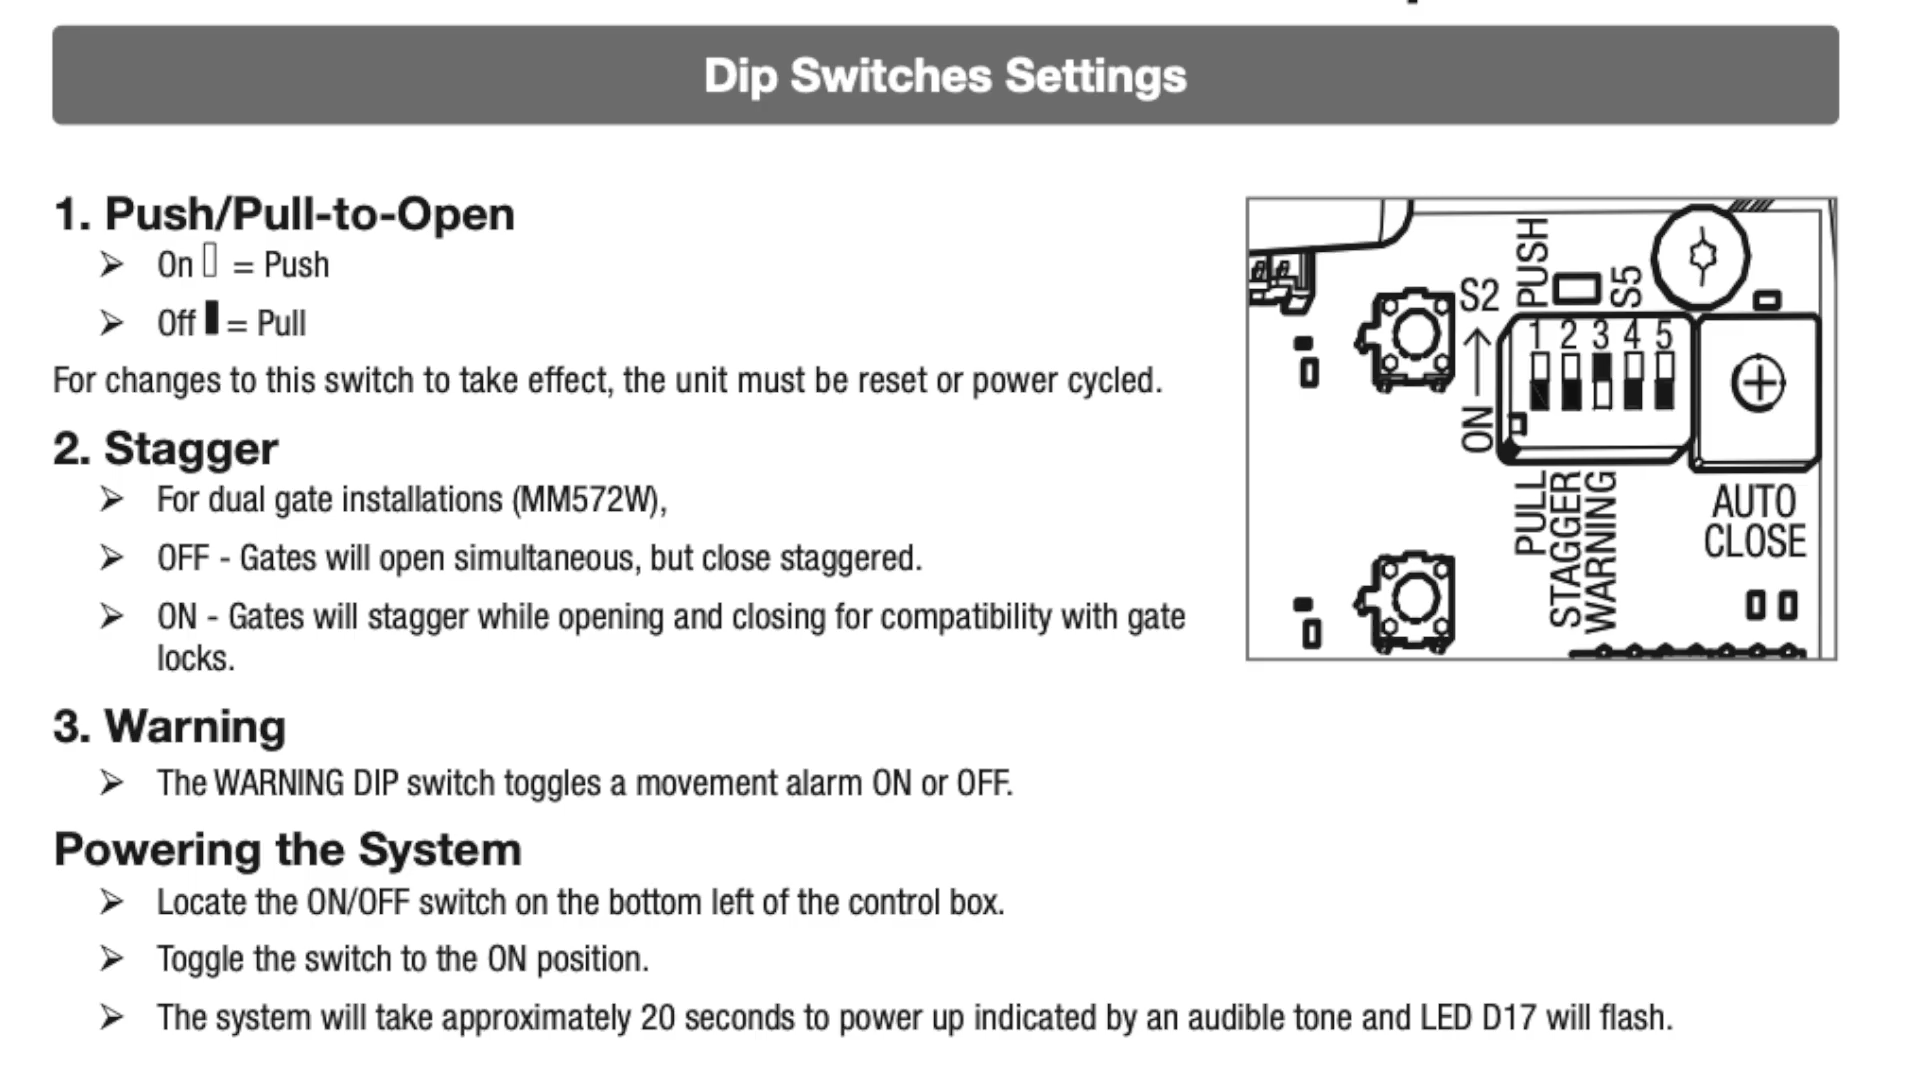 Dip Switches Settings
1. Push/Pull-to-Open
➢ On ▯ = Push
➢ Off ▮ = Pull
For changes to this switch to take effect, the unit must be reset or power cycled.
2. Stagger
➢ For dual gate installations (MM572W),
➢ OFF - Gates will open simultaneous, but close staggered.
➢ ON - Gates will stagger while opening and closing for compatibility with gate
locks.
3. Warning
➢ The WARNING DIP switch toggles a movement alarm ON or OFF.
Powering the System
➢ Locate the ON/OFF switch on the bottom left of the control box.
➢ Toggle the switch to the ON position.
➢ The system will take approximately 20 seconds to power up indicated by an audible tone and LED D17 will flash.
S2
PUSH
S5
1 2 3 4 5
ON
PULL
STAGGER
WARNING
AUTO
CLOSE